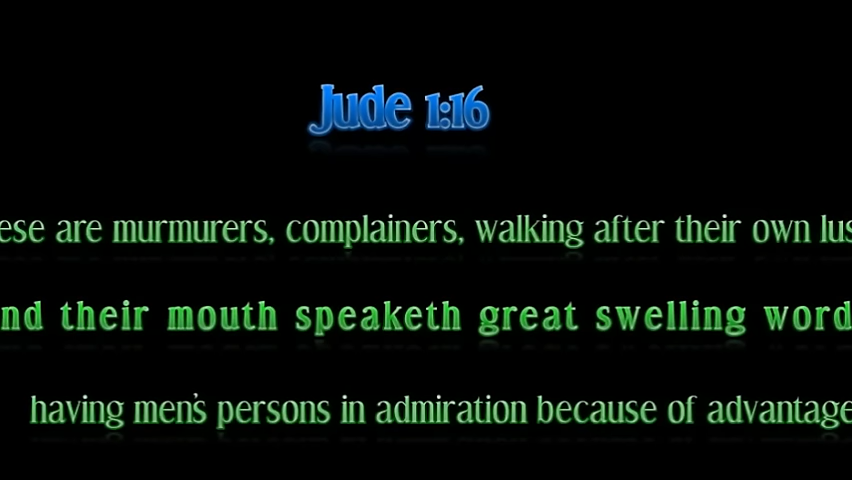 Jude 1:16
ese are murmurers, complainers, walking after their own lus
nd their mouth speaketh great swelling word
having men's persons in admiration because of advantage